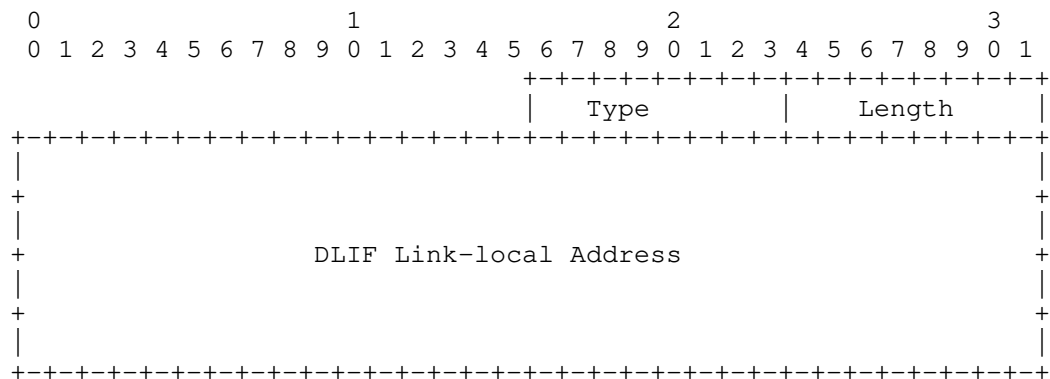 0                   1                   2                   3
0 1 2 3 4 5 6 7 8 9 0 1 2 3 4 5 6 7 8 9 0 1 2 3 4 5 6 7 8 9 0 1
+-+-+-+-+-+-+-+-+-+-+-+-+-+-+-+-+
|   Type        |    Length     |
+-+-+-+-+-+-+-+-+-+-+-+-+-+-+-+-+-+-+-+-+-+-+-+-+-+-+-+-+-+-+-+-+
|                                                               |
+                                                               +
|                                                               |
+                  DLIF Link-local Address                      +
|                                                               |
+                                                               +
|                                                               |
+-+-+-+-+-+-+-+-+-+-+-+-+-+-+-+-+-+-+-+-+-+-+-+-+-+-+-+-+-+-+-+-+